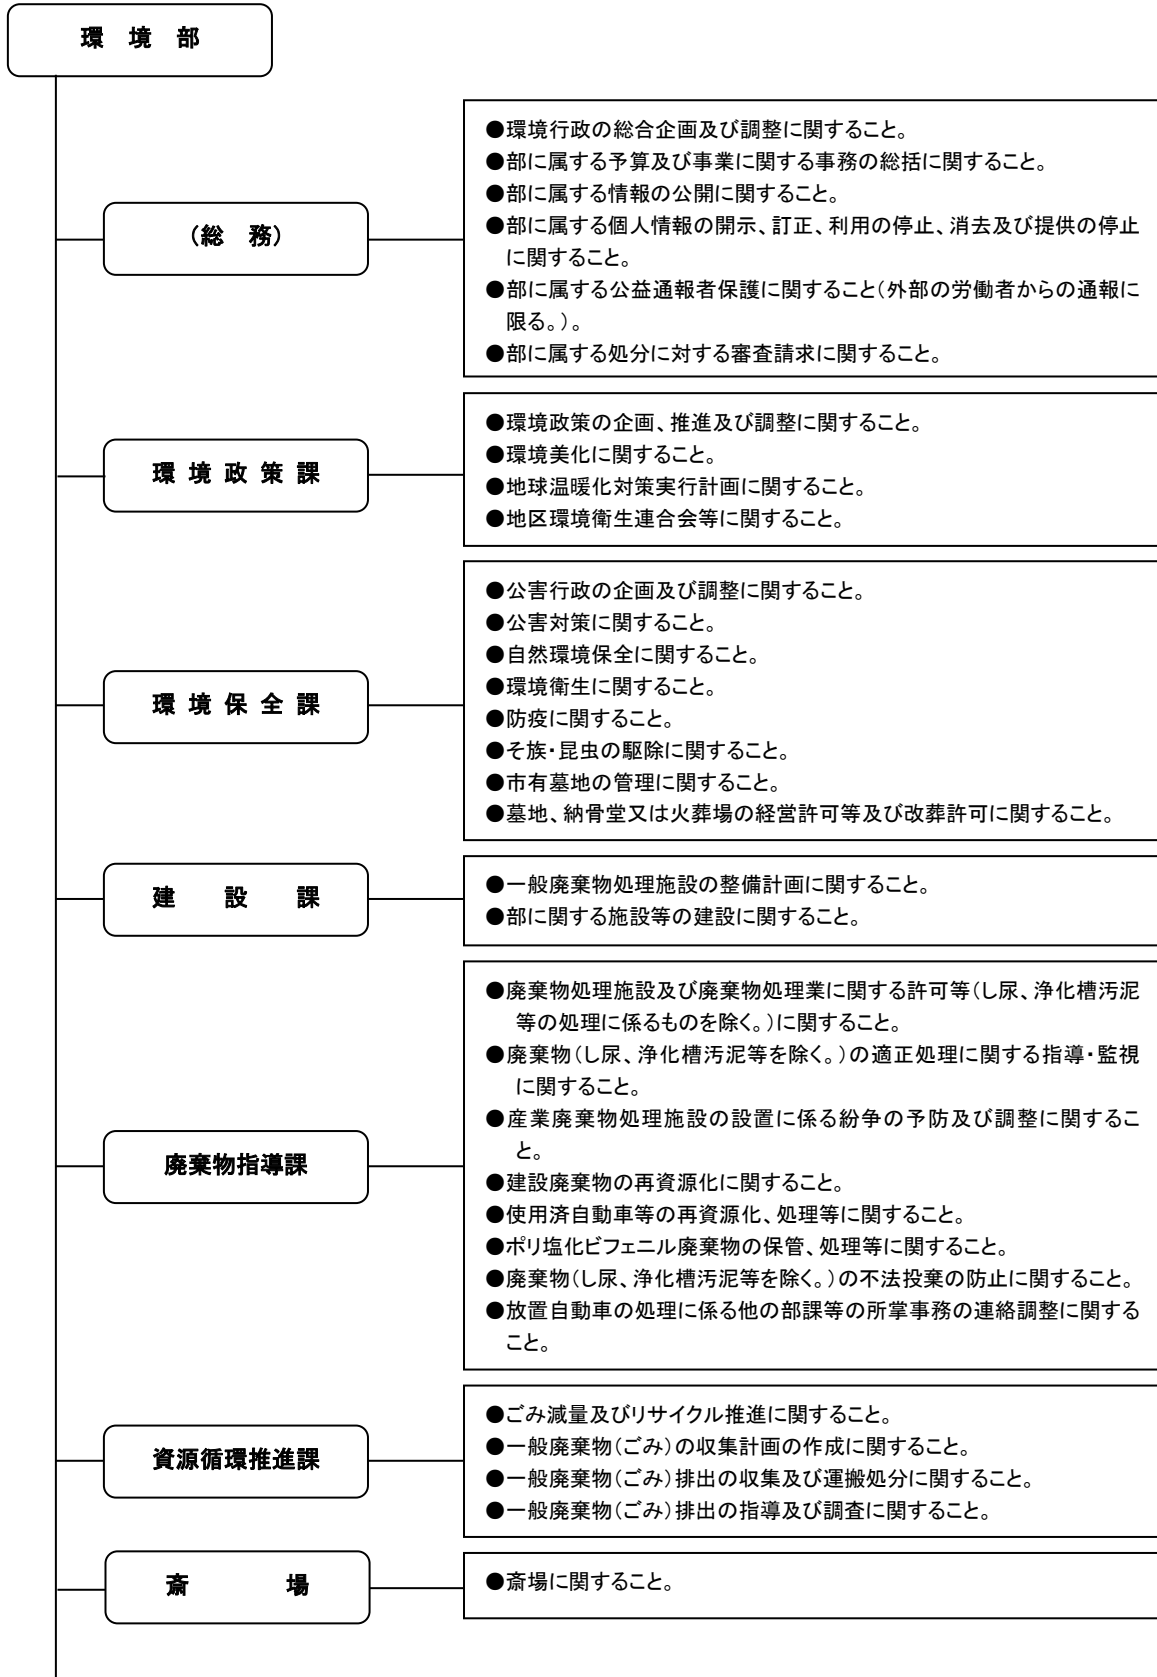 環　境　部
●環境行政の総合企画及び調整に関すること。
●部に属する予算及び事業に関する事務の総括に関すること。
●部に属する情報の公開に関すること。
（総　務）
●部に属する個人情報の開示、訂正、利用の停止、消去及び提供の停止
に関すること。
●部に属する公益通報者保護に関すること（外部の労働者からの通報に
限る。）。
●部に属する処分に対する審査請求に関すること。
環 境 政 策 課
●環境政策の企画、推進及び調整に関すること。
●環境美化に関すること。
●地球温暖化対策実行計画に関すること。
●地区環境衛生連合会等に関すること。
環 境 保 全 課
●公害行政の企画及び調整に関すること。
●公害対策に関すること。
●自然環境保全に関すること。
●環境衛生に関すること。
●防疫に関すること。
●そ族・昆虫の駆除に関すること。
●市有墓地の管理に関すること。
●墓地、納骨堂又は火葬場の経営許可等及び改葬許可に関すること。
建　設　課
●一般廃棄物処理施設の整備計画に関すること。
●部に関する施設等の建設に関すること。
廃棄物指導課
●廃棄物処理施設及び廃棄物処理業に関する許可等（し尿、浄化槽汚泥
等の処理に係るものを除く。）に関すること。
●廃棄物（し尿、浄化槽汚泥等を除く。）の適正処理に関する指導・監視
に関すること。
●産業廃棄物処理施設の設置に係る紛争の予防及び調整に関するこ
と。
●建設廃棄物の再資源化に関すること。
●使用済自動車等の再資源化、処理等に関すること。
●ポリ塩化ビフェニル廃棄物の保管、処理等に関すること。
●廃棄物（し尿、浄化槽汚泥等を除く。）の不法投棄の防止に関すること。
●放置自動車の処理に係る他の部課等の所掌事務の連絡調整に関する
こと。
資源循環推進課
●ごみ減量及びリサイクル推進に関すること。
●一般廃棄物（ごみ）の収集計画の作成に関すること。
●一般廃棄物（ごみ）排出の収集及び運搬処分に関すること。
●一般廃棄物（ごみ）排出の指導及び調査に関すること。
斎　　場
●斎場に関すること。